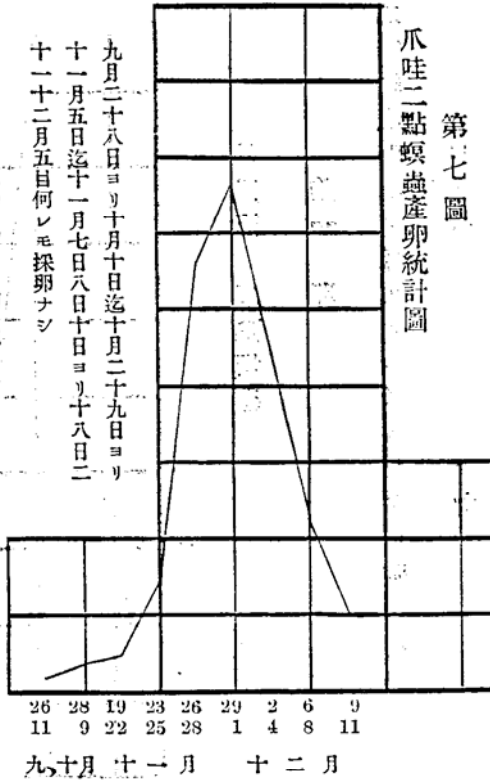 第七圖
爪哇二點螟蟲產卵統計圖
九月二十八日ヨリ十月十日迄十月二十九日ヨリ
十一月五日迄十一月七日八日十日ヨリ十八日二
十一十二月五日何レモ採卵ナシ
26 28 19 23 26 29 2 6 9
11 9 22 25 28 1 4 8 11
九、十月 十一月 十二月